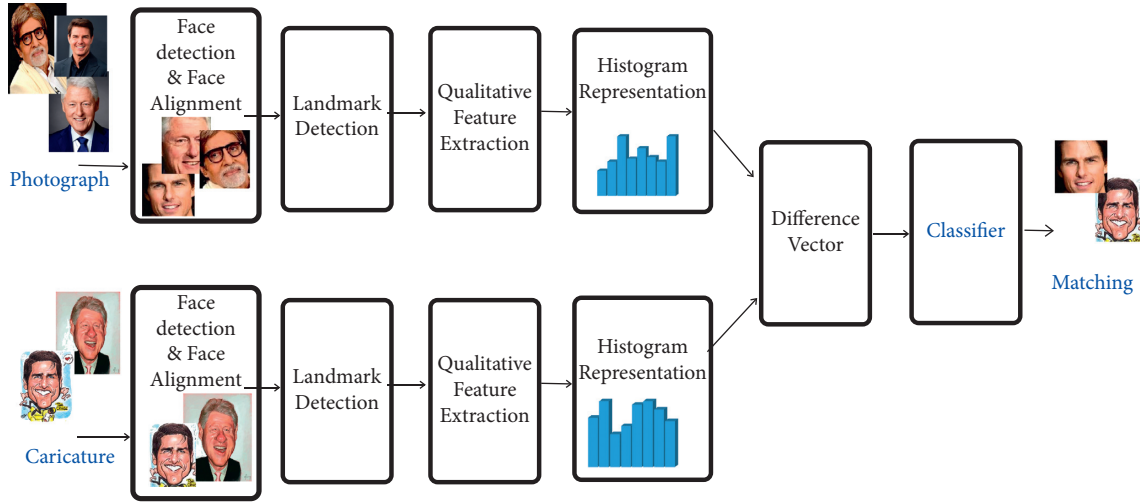 Face
detection
& Face
Alignment
Landmark
Detection
Qualitative
Feature
Extraction
Histogram
Representation
Photograph
Difference
Vector
Classifier
Matching
Face
detection
& Face
Alignment
Landmark
Detection
Qualitative
Feature
Extraction
Histogram
Representation
Caricature